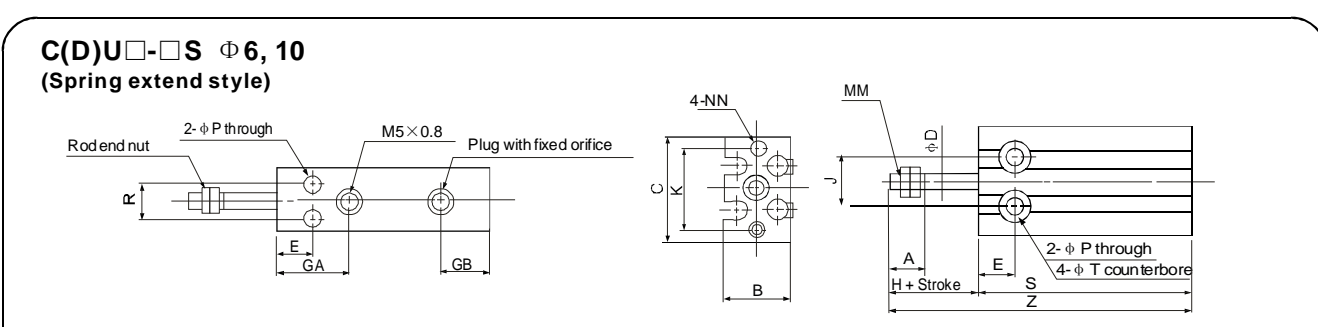 C(D)U□-□S Φ6, 10
(Spring extend style)
Rod end nut
2-ϕP through
M5×0.8
Plug with fixed orifice
R
E
GA
GB
4-NN
C
K
B
MM
ϕD
J
A
E
H + Stroke
S
Z
2-ϕP through
4-ϕT counterbore